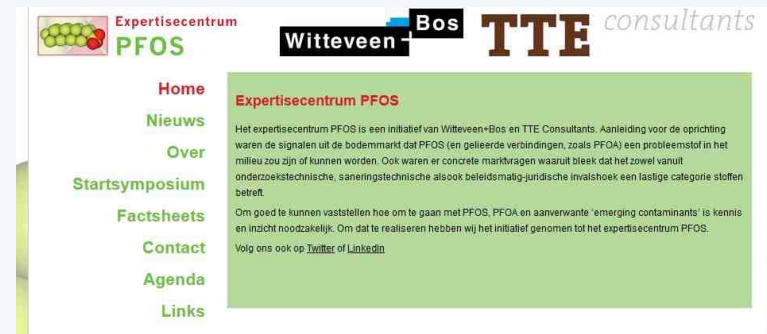 Expertisecentrum
PFOS
Witteveen+Bos
TTE consultants
Home
Nieuws
Over
Startsymposium
Factsheets
Contact
Agenda
Links
Expertisecentrum PFOS
Het expertisecentrum PFOS is een initiatief van Witteveen+Bos en TTE Consultants. Aanleiding voor de oprichting
waren de signalen uit de bodemmarkt dat PFOS (en gelieerde verbindingen, zoals PFOA) een probleemstof in het
milieu zou zijn of kunnen worden. Ook waren er concrete marktvragen waaruit bleek dat het zowel vanuit
onderzoekstechnische, saneringstechnische alsook beleidsmatig-juridische invalshoek een lastige categorie stoffen
betreft.
Om goed te kunnen vaststellen hoe om te gaan met PFOS, PFOA en aanverwante 'emerging contaminants' is kennis
en inzicht noodzakelijk. Om dat te realiseren hebben wij het initiatief genomen tot het expertisecentrum PFOS.
Volg ons ook op Twitter of LinkedIn